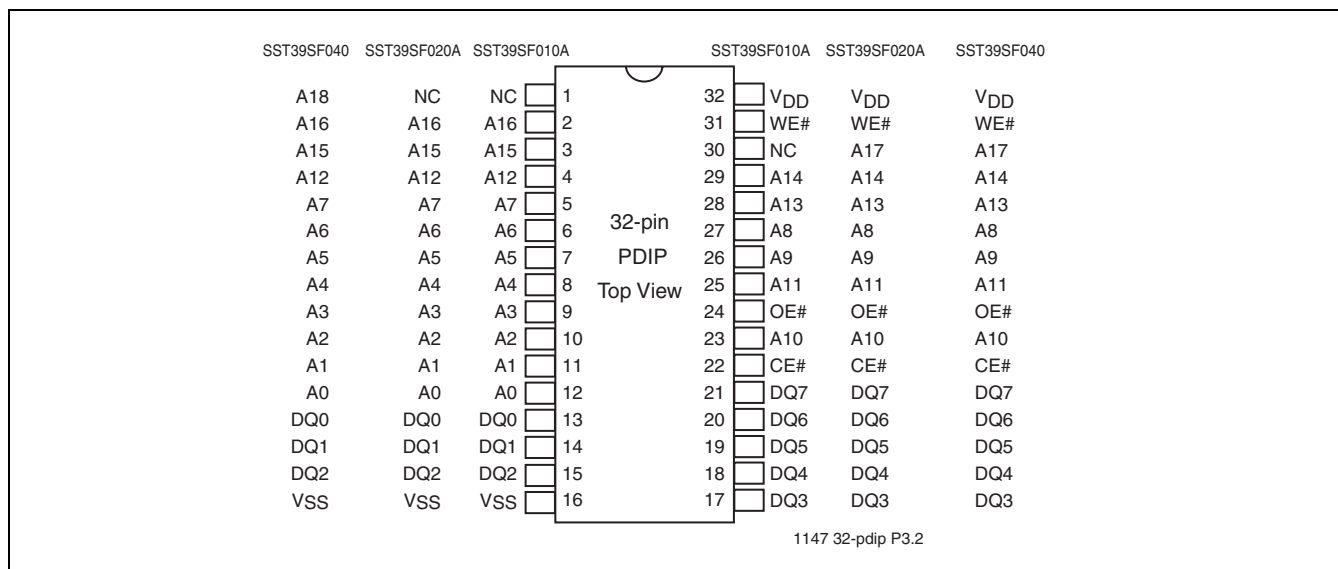 SST39SF040 SST39SF020A SST39SF010A SST39SF010A SST39SF020A SST39SF040
A18 NC NC 1 32 VDD VDD VDD
A16 A16 A16 2 31 WE# WE# WE#
A15 A15 A15 3 30 NC A17 A17
A12 A12 A12 4 29 A14 A14 A14
A7 A7 A7 5 28 A13 A13 A13
A6 A6 A6 6 32-pin 27 A8 A8 A8
A5 A5 A5 7 PDIP 26 A9 A9 A9
A4 A4 A4 8 Top View 25 A11 A11 A11
A3 A3 A3 9 24 OE# OE# OE#
A2 A2 A2 10 23 A10 A10 A10
A1 A1 A1 11 22 CE# CE# CE#
A0 A0 A0 12 21 DQ7 DQ7 DQ7
DQ0 DQ0 DQ0 13 20 DQ6 DQ6 DQ6
DQ1 DQ1 DQ1 14 19 DQ5 DQ5 DQ5
DQ2 DQ2 DQ2 15 18 DQ4 DQ4 DQ4
VSS VSS VSS 16 17 DQ3 DQ3 DQ3
1147 32-pdip P3.2